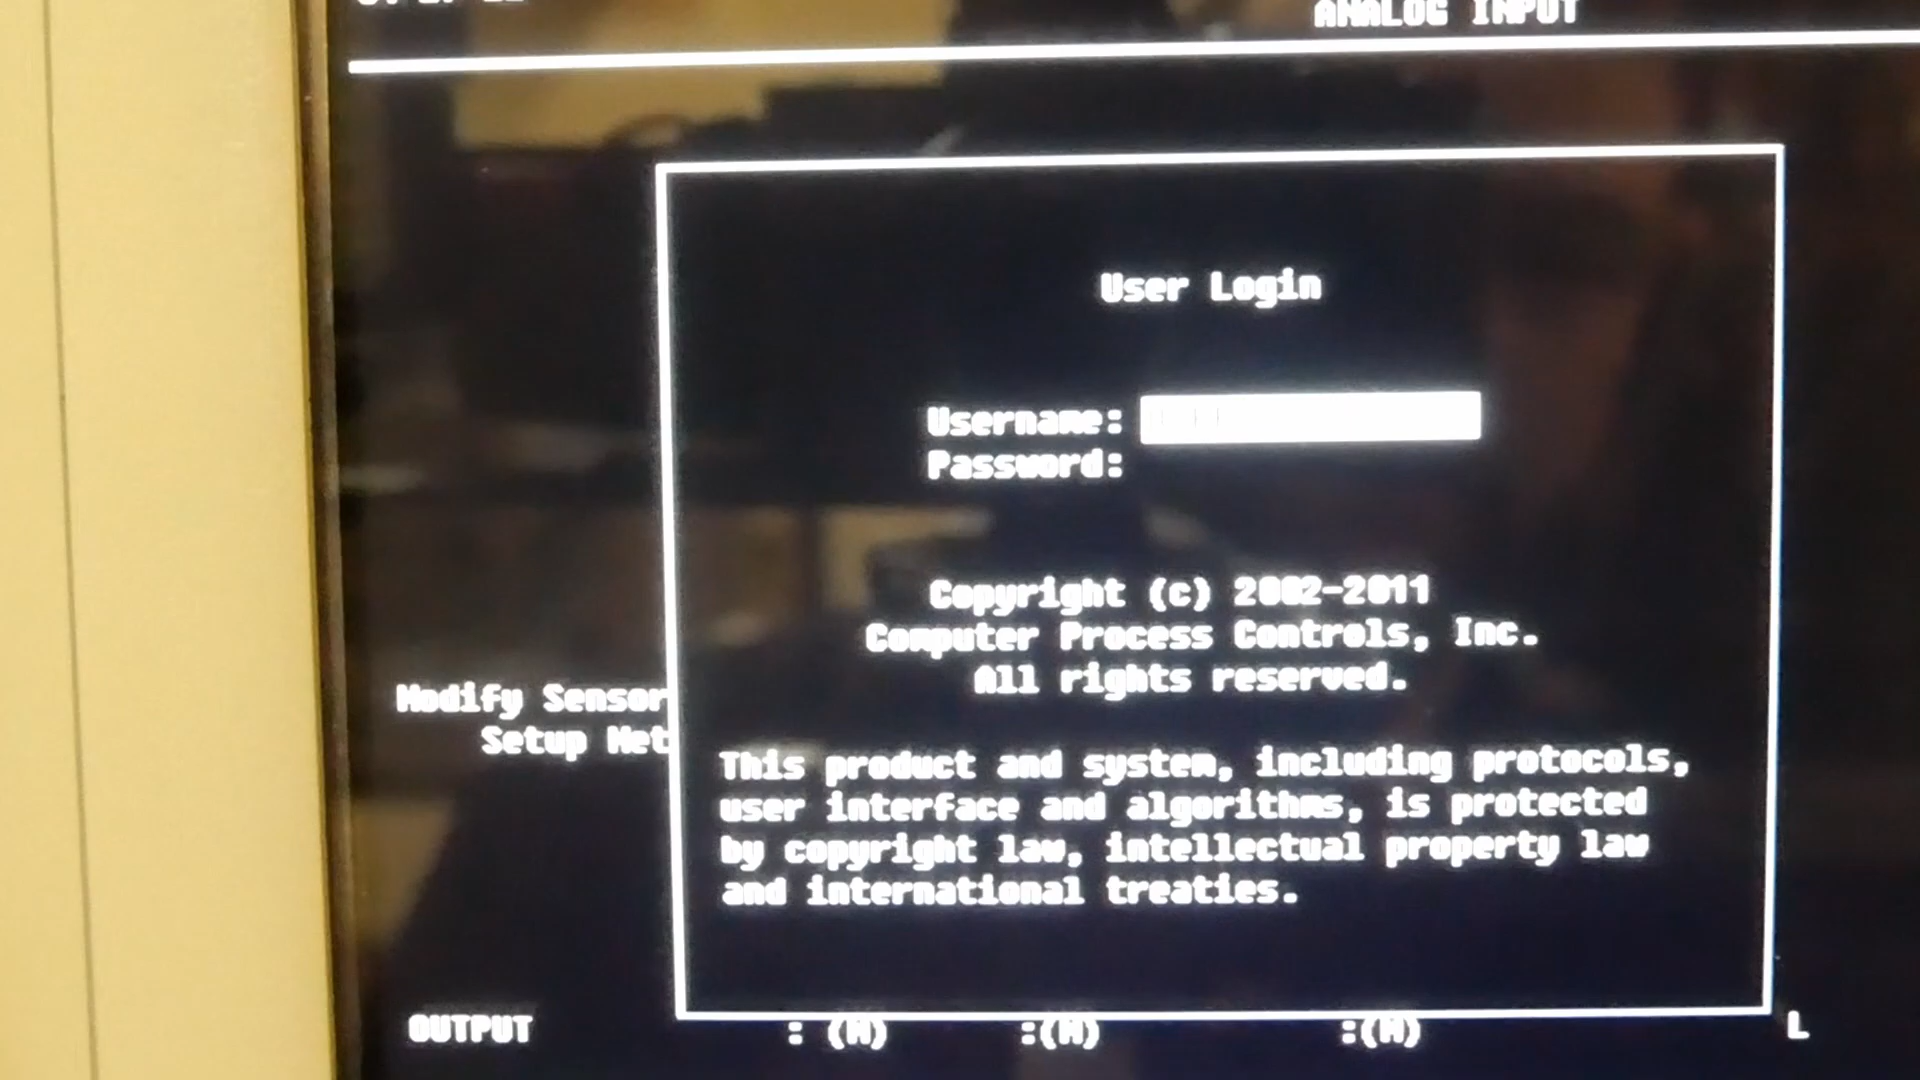 ANALOG INPUT
User Login
Username:
Password:
Copyright (c) 2002-2011
Computer Process Controls, Inc.
All rights reserved.
Modify Sensor
Setup Net
This product and system, including protocols,
user interface and algorithms, is protected
by copyright law, intellectual property law
and international treaties.
OUTPUT : (M) :(M) :(M) L